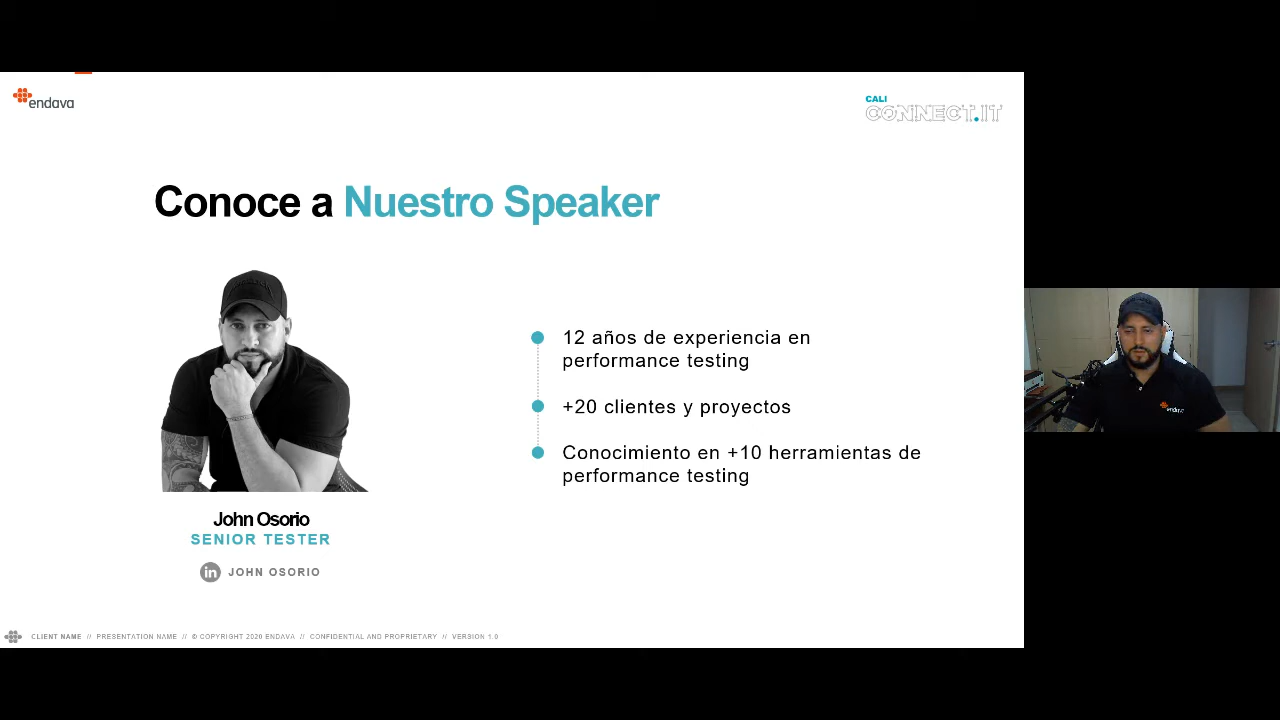 endava
CALI
CONNECT.IT
Conoce a Nuestro Speaker
12 años de experiencia en
performance testing
+20 clientes y proyectos
Conocimiento en +10 herramientas de
performance testing
John Osorio
SENIOR TESTER
in JOHN OSORIO
CLIENT NAME // PRESENTATION NAME // © COPYRIGHT 2020 ENDAVA // CONFIDENTIAL AND PROPRIETARY // VERSION 1.0
endava